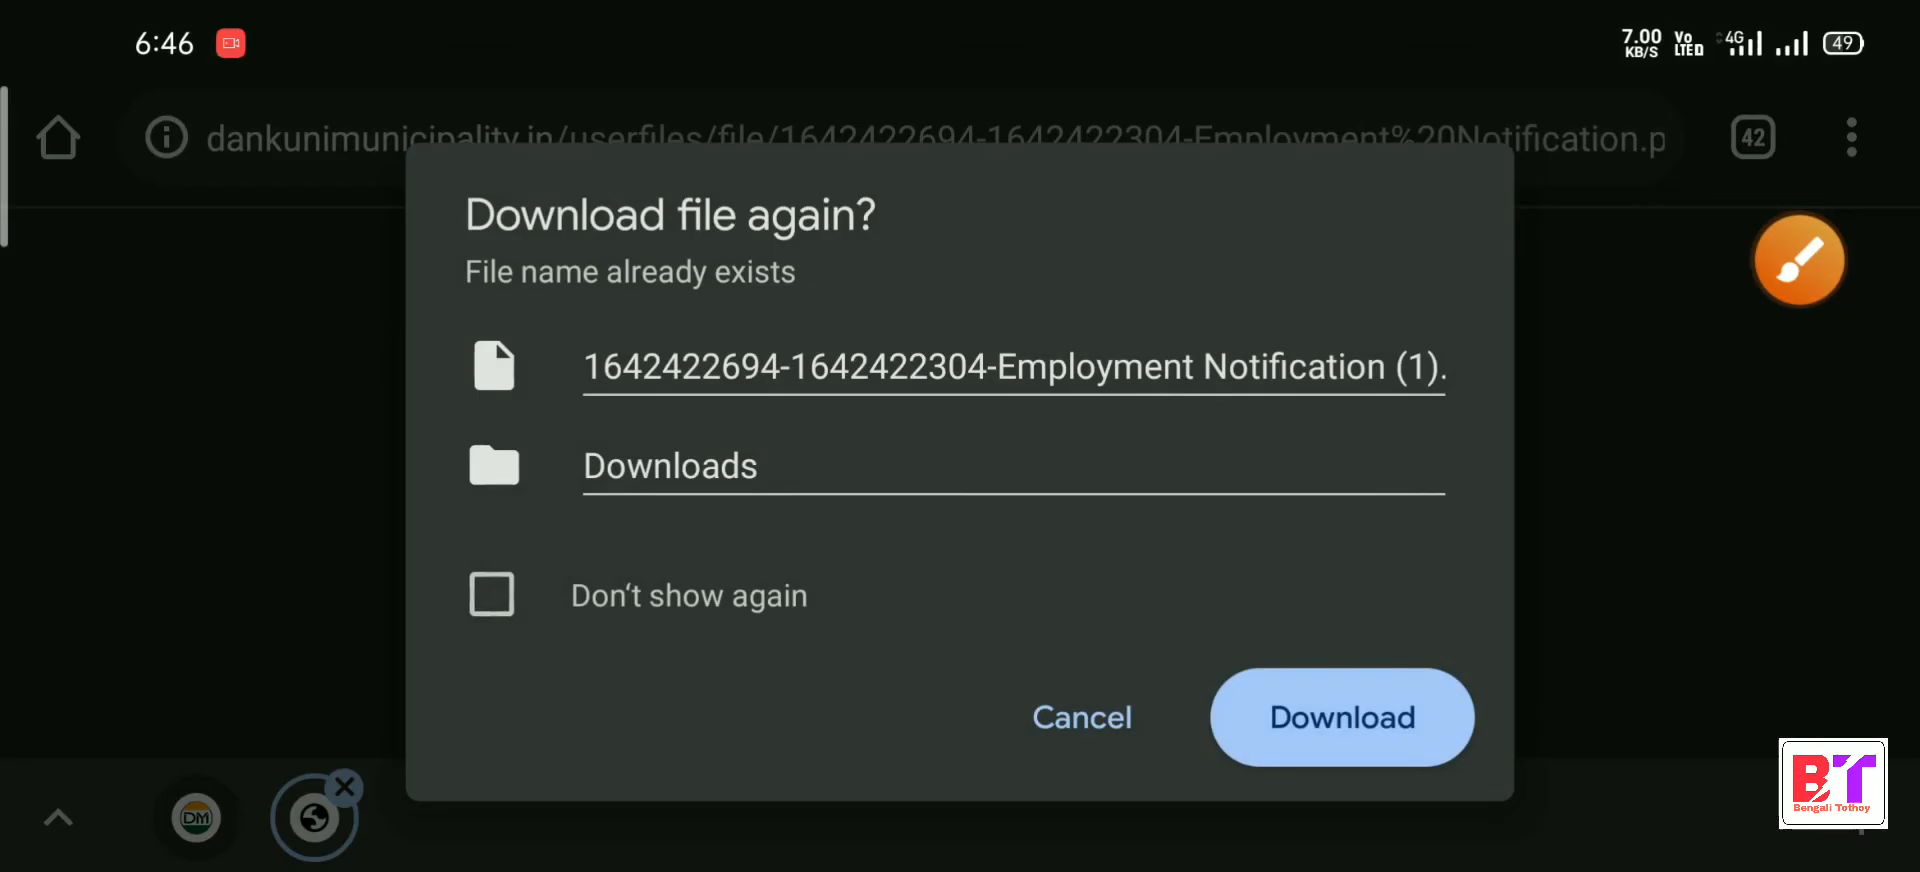 6:46
7.00 KB/S Vo LTED 4G 49
dankunimunicipality.in/userfiles/file/1642422694-1642422304-Employment%20Notification.p
42
Download file again?
File name already exists
1642422694-1642422304-Employment Notification (1).
Downloads
Don't show again
Cancel Download
DM
BT
Bengali Tothoy